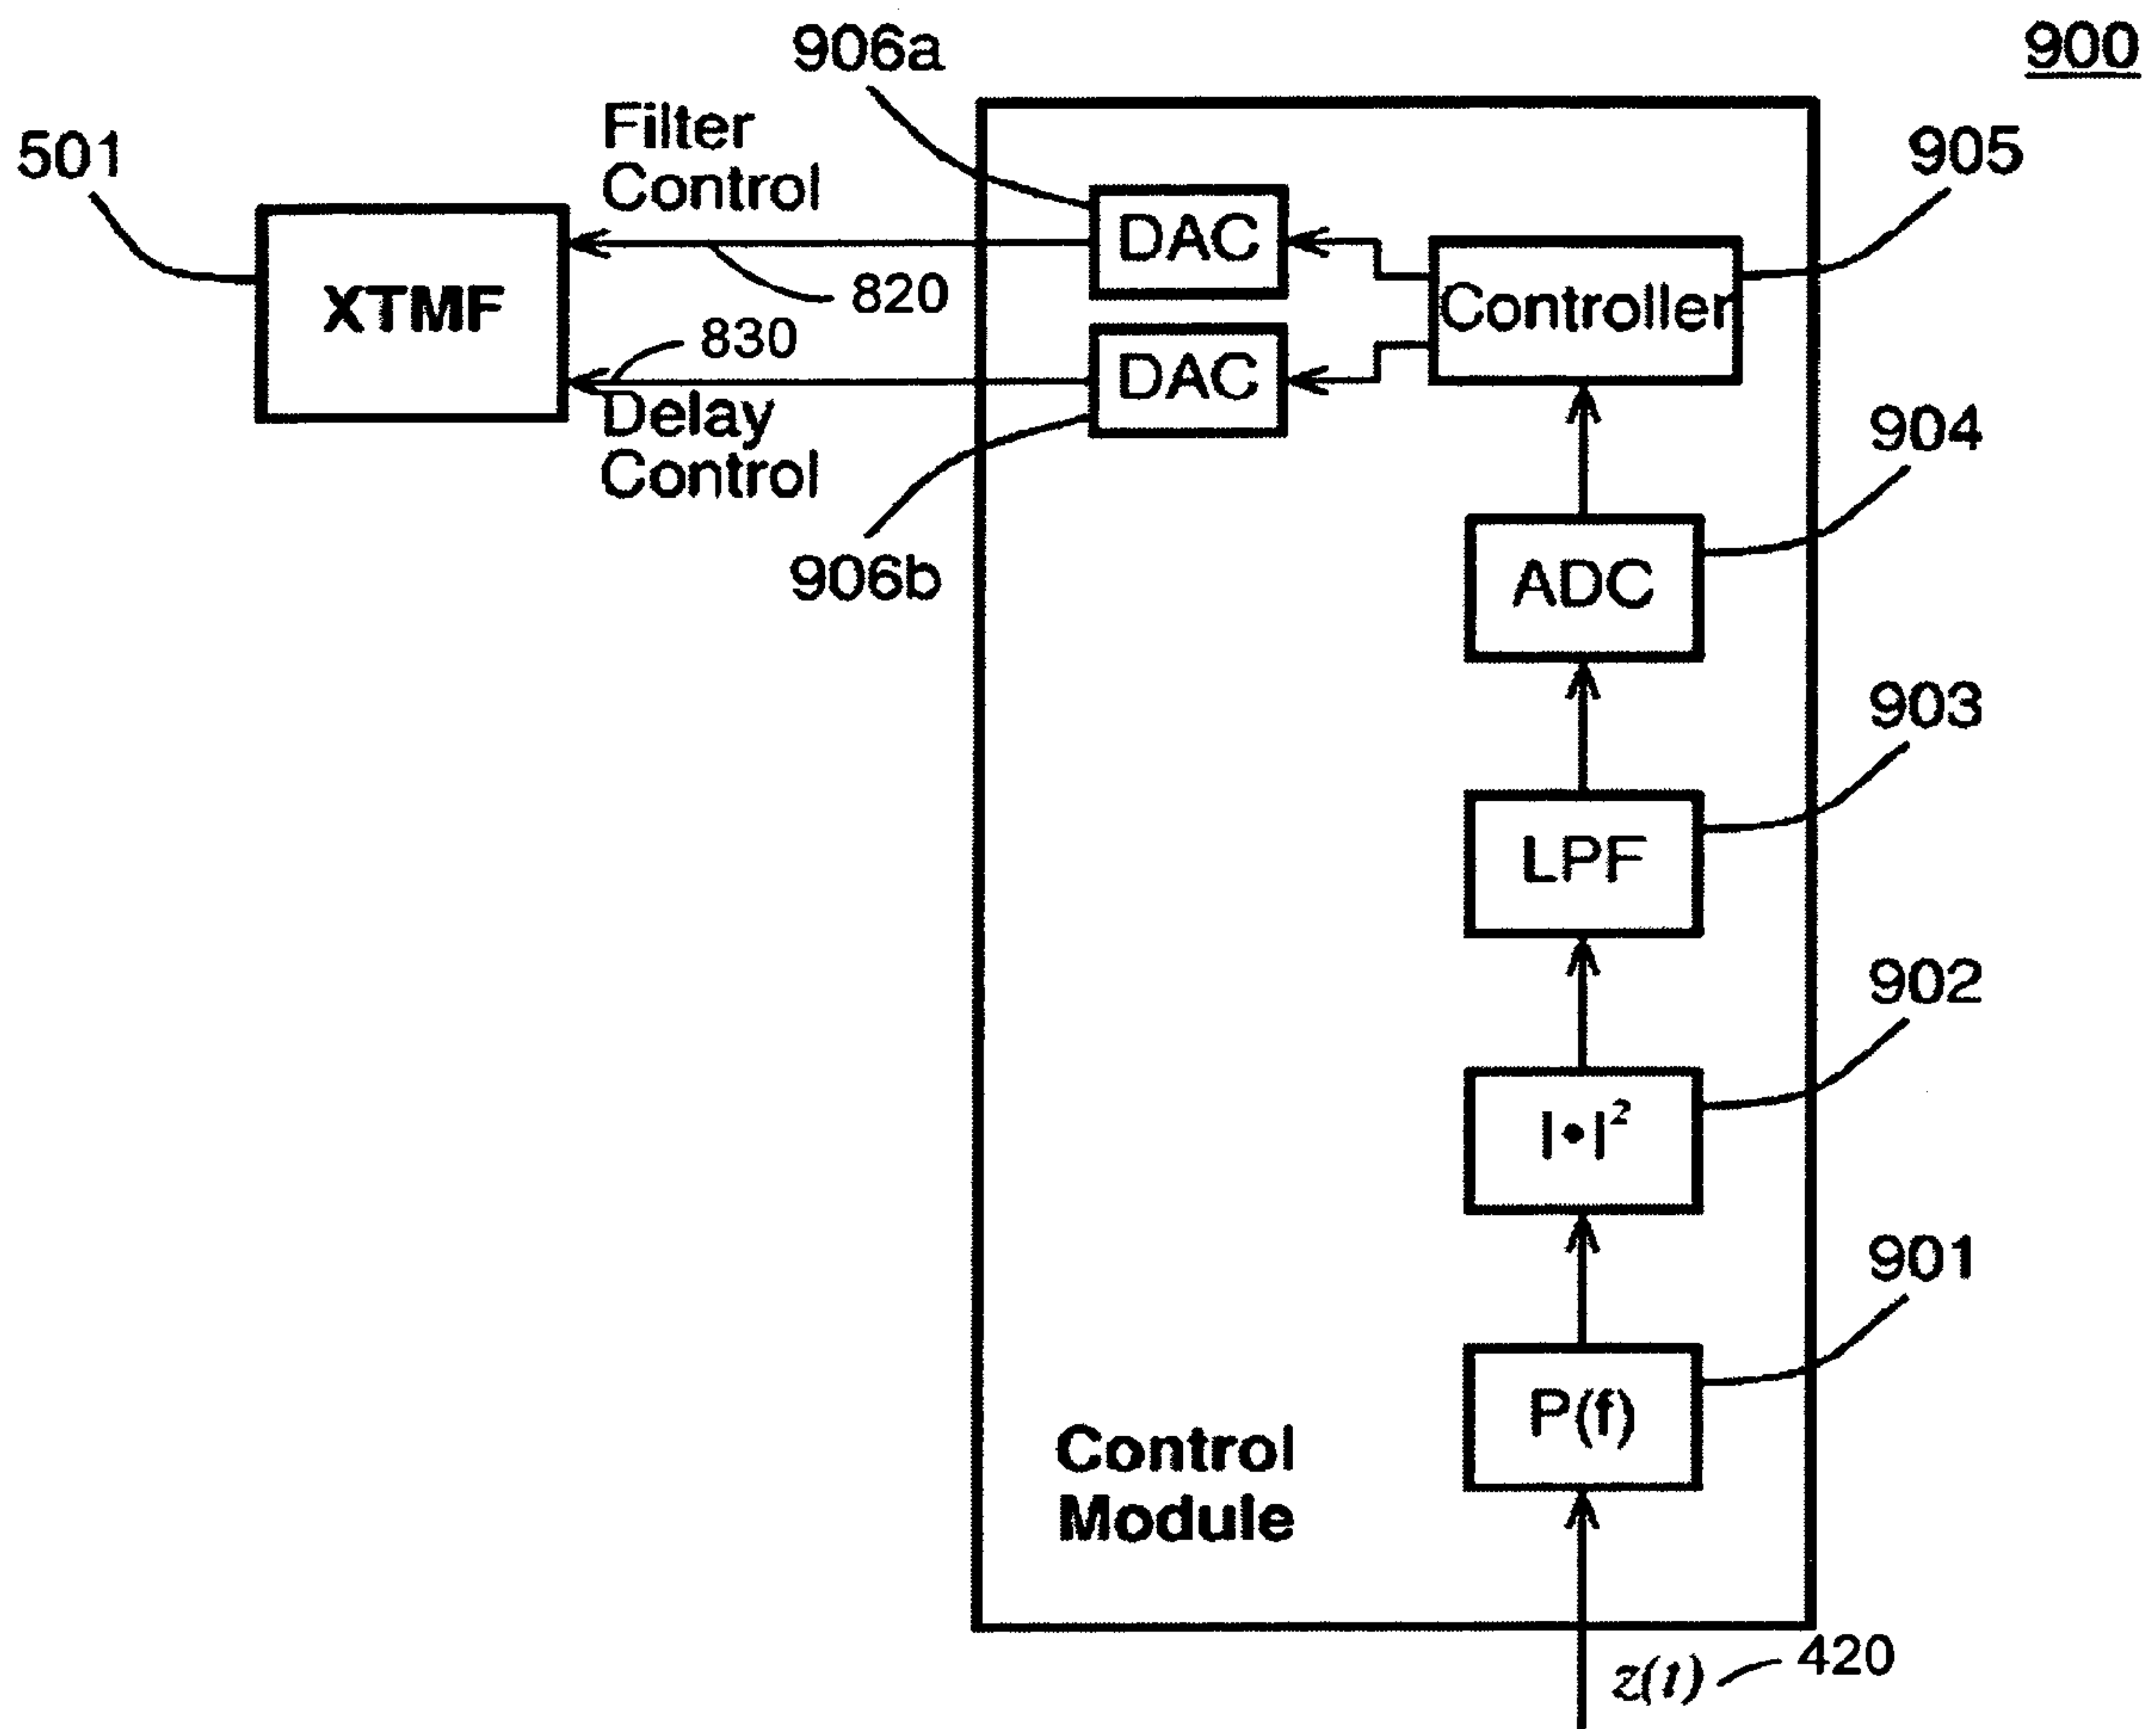 900
906a
Filter
Control
501
905
DAC
Controller
XTMF
820
830
DAC
Delay
Control
904
906b
ADC
903
LPF
902
|•|²
901
P(f)
Control
Module
z(t)
420